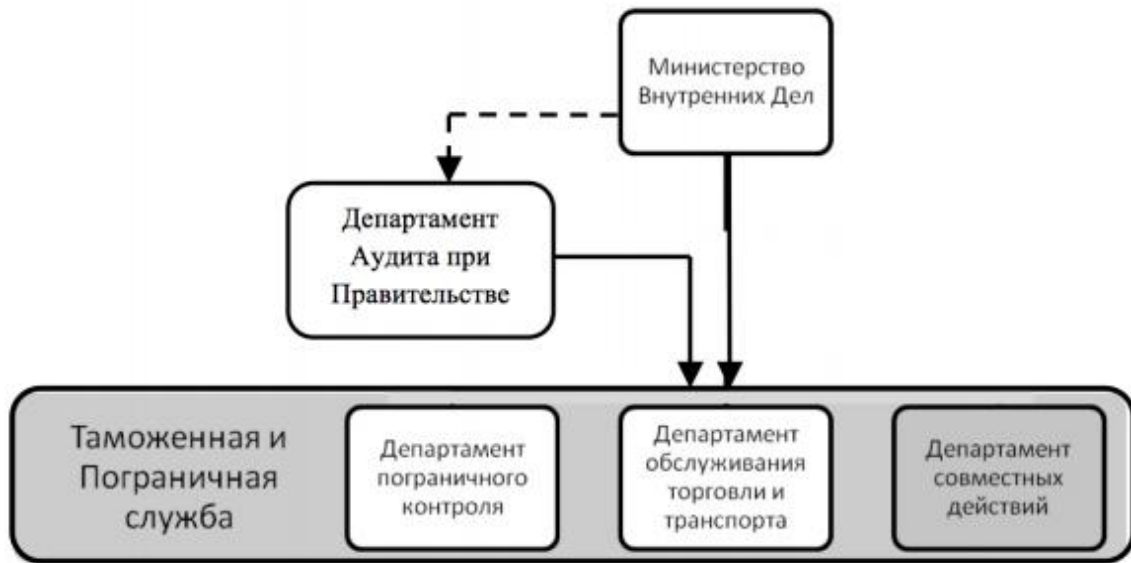 Министерство
Внутренних Дел
Департамент
Аудита при
Правительстве
Таможенная и
Пограничная
служба
Департамент
пограничного
контроля
Департамент
обслуживания
торговли и
транспорта
Департамент
совместных
действий